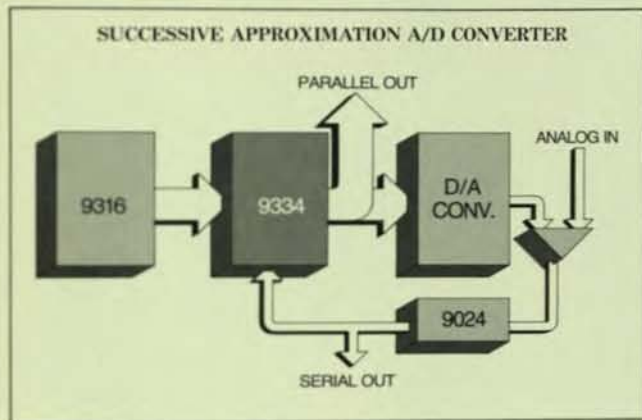 SUCCESSIVE APPROXIMATION A/D CONVERTER
PARALLEL OUT
ANALOG IN
9316
9334
D/A
CONV.
9024
SERIAL OUT